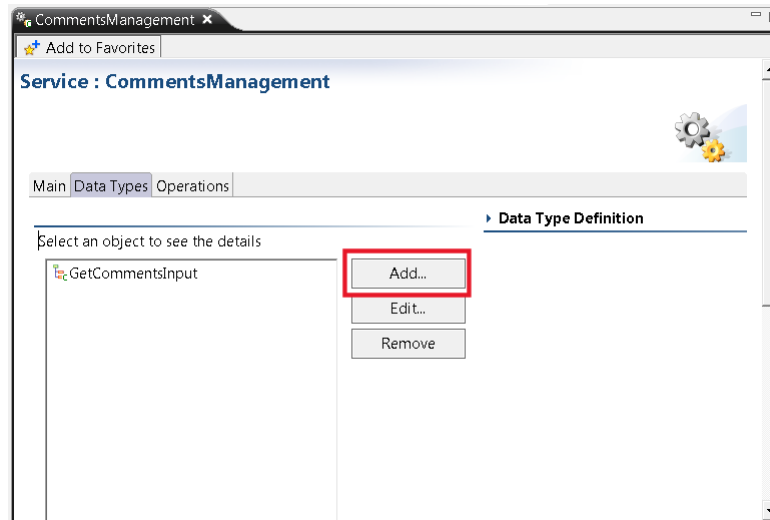 CommentsManagement
Add to Favorites
Service : CommentsManagement
Main Data Types Operations
Data Type Definition
Select an object to see the details
GetCommentsInput
Add...
Edit...
Remove